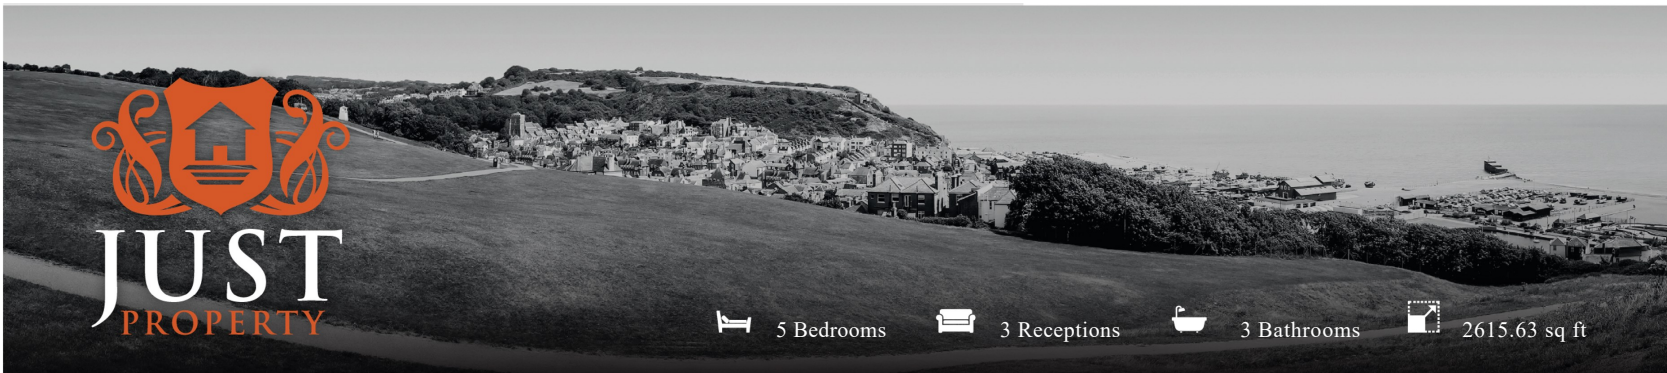 JUST
PROPERTY
5 Bedrooms
3 Receptions
3 Bathrooms
2615.63 sq ft